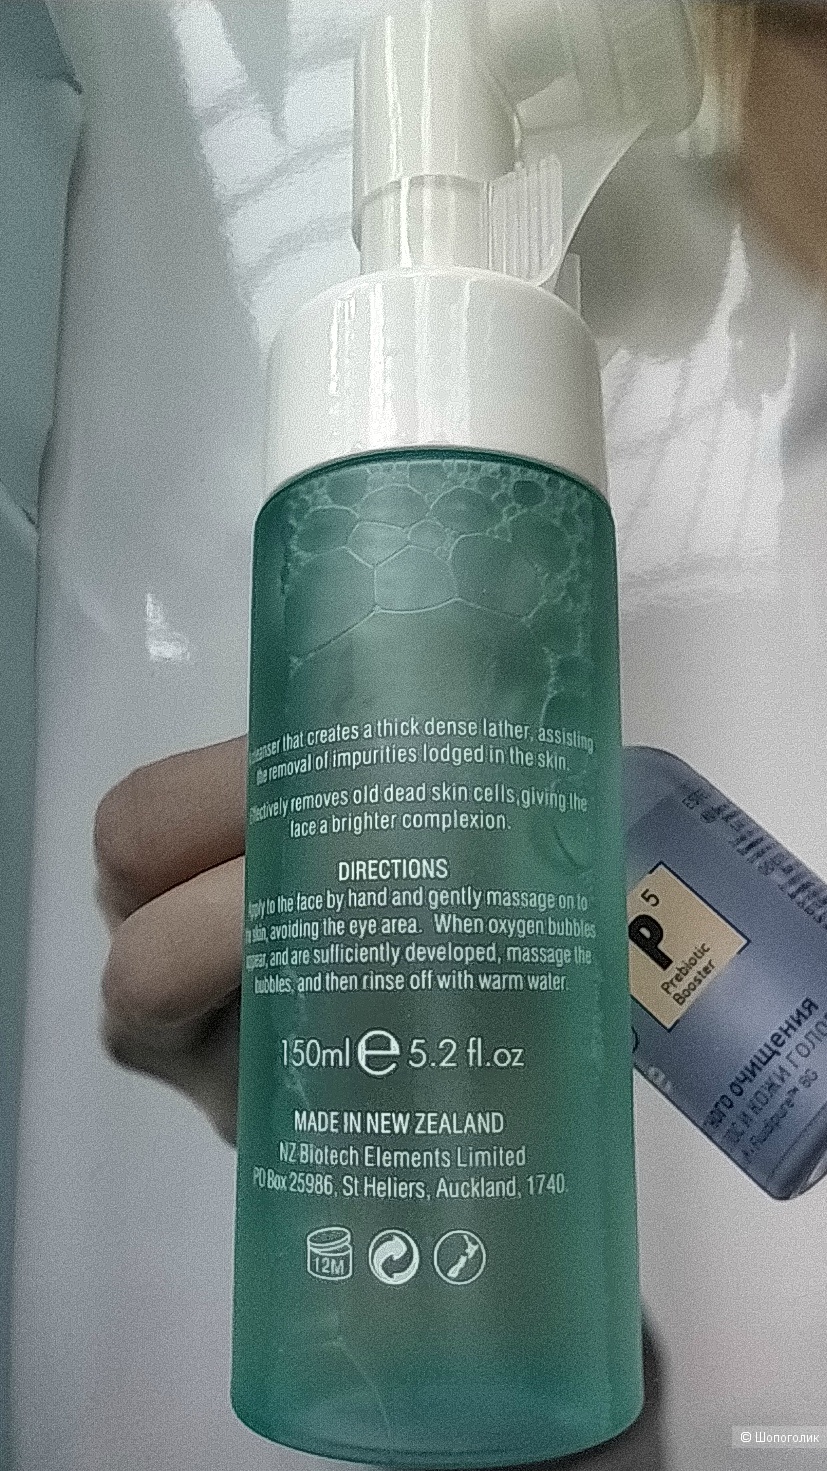 cleanser that creates a thick dense lather, assisting
the removal of impurities lodged in the skin.
Effectively removes old dead skin cells, giving the
face a brighter complexion.
DIRECTIONS
Apply to the face by hand and gently massage on to
skin, avoiding the eye area. When oxygen bubbles
appear, and are sufficiently developed, massage the
bubbles, and then rinse off with warm water.
150ml e 5.2 fl.oz
MADE IN NEW ZEALAND
NZ Biotech Elements Limited
PO Box 25986, St Heliers, Auckland, 1740.
12M
P5
Prebiotic
Booster
ОЧИЩЕНИЯ
И КОЖИ
© Шопоголик